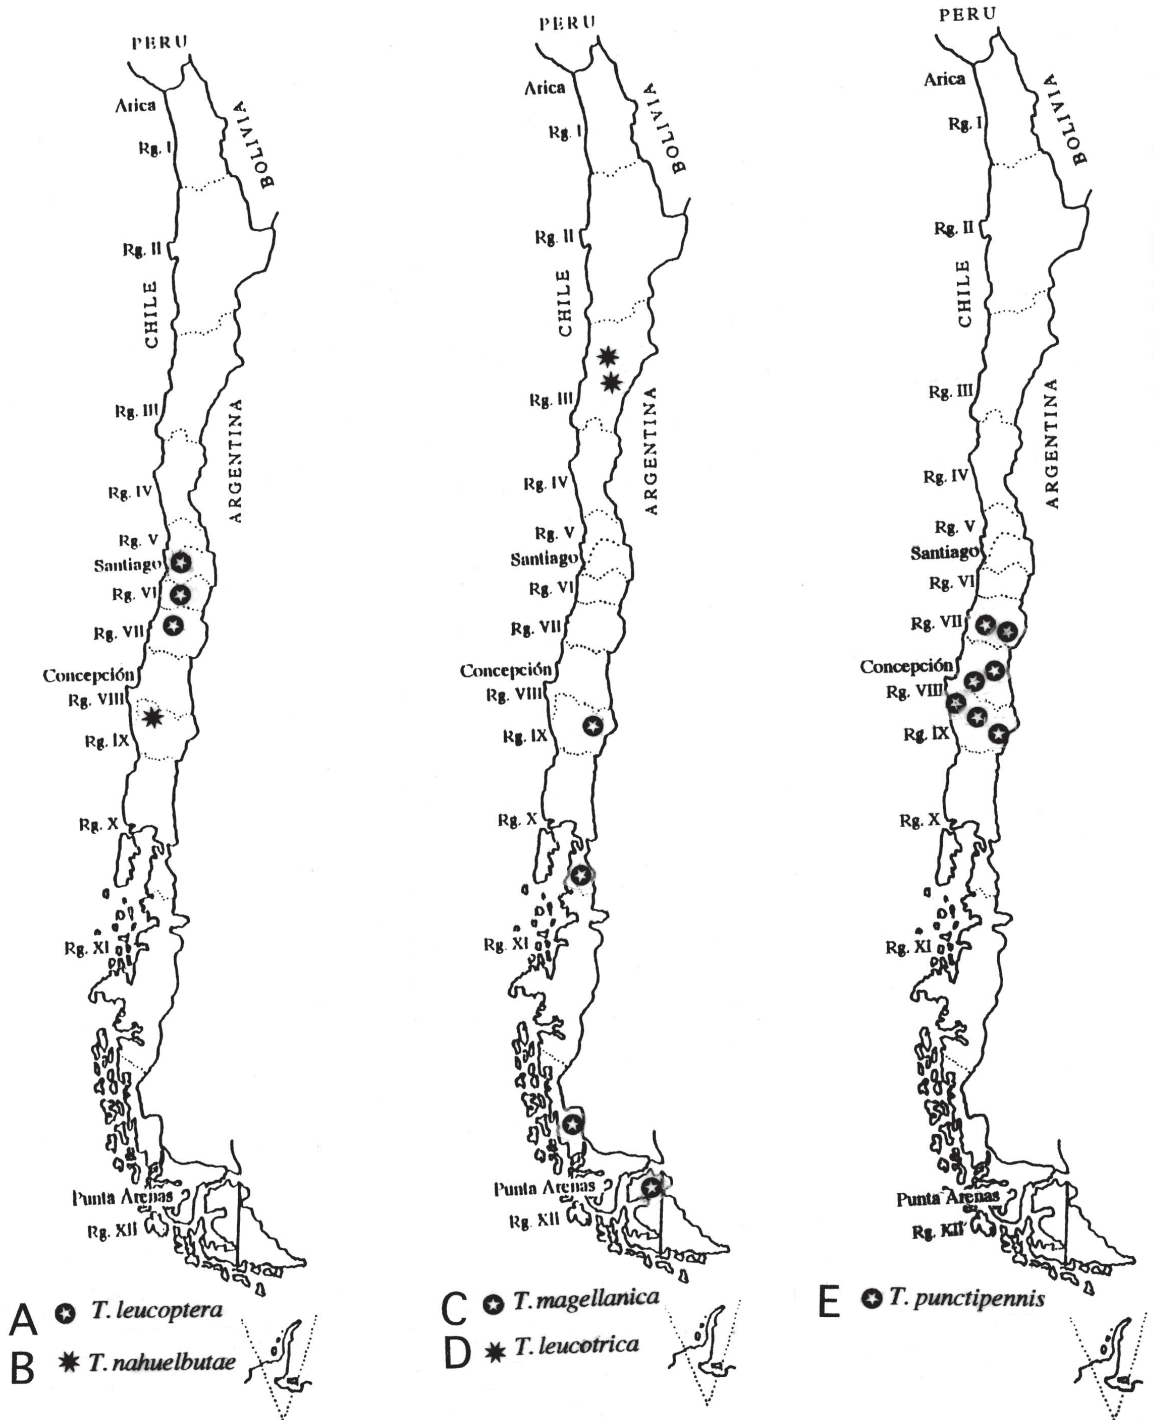 PERU
Arica
BOLIVIA
Rg. I
Rg. II
CHILE
Rg. III
ARGENTINA
Rg. IV
Rg. V
Santiago
Rg. VI
Rg. VII
Concepción
Rg. VIII
Rg. IX
Rg. X
Rg. XI
Punta Arenas
Rg. XII
A T. leucoptera
B T. nahuelbutae
PERU
Arica
BOLIVIA
Rg. I
Rg. II
CHILE
Rg. III
ARGENTINA
Rg. IV
Rg. V
Santiago
Rg. VI
Rg. VII
Concepción
Rg. VIII
Rg. IX
Rg. X
Rg. XI
Punta Arenas
Rg. XII
C T. magellanica
D T. leucotrica
PERU
Arica
BOLIVIA
Rg. I
Rg. II
CHILE
Rg. III
ARGENTINA
Rg. IV
Rg. V
Santiago
Rg. VI
Rg. VII
Concepción
Rg. VIII
Rg. IX
Rg. X
Rg. XI
Punta Arenas
Rg. XII
E T. punctipennis